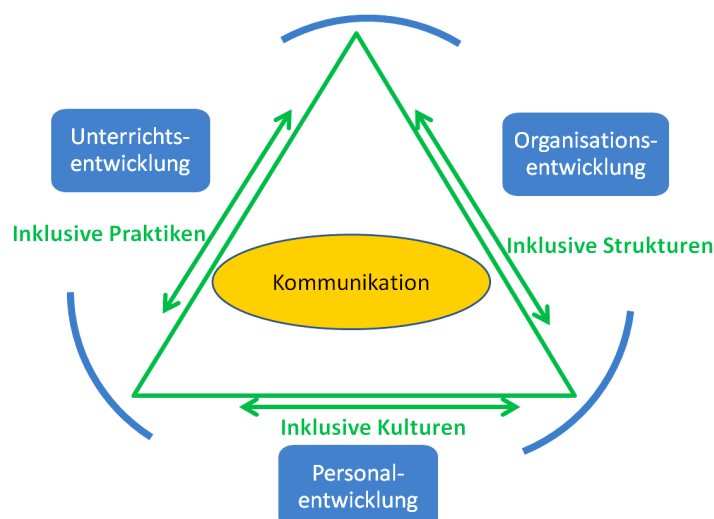 Unterrichts-
entwicklung
Organisations-
entwicklung
Inklusive Praktiken
Inklusive Strukturen
Kommunikation
Inklusive Kulturen
Personal-
entwicklung